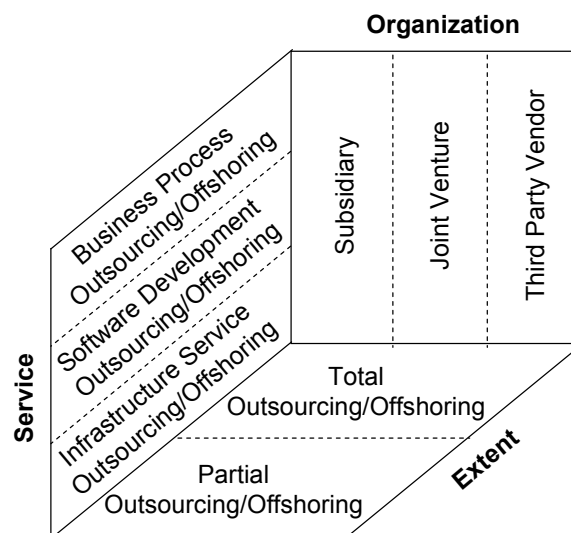 Organization
Business Process
Outsourcing/Offshoring
Software Development
Outsourcing/Offshoring
Infrastructure Service
Outsourcing/Offshoring
Service
Subsidiary
Joint Venture
Third Party Vendor
Total
Outsourcing/Offshoring
Partial
Outsourcing/Offshoring
Extent